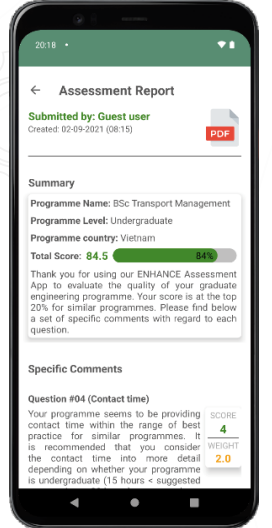 20:18
Assessment Report
Submitted by: Guest user
Created: 02-09-2021 (08:15)
PDF
Summary
Programme Name: BSc Transport Management
Programme Level: Undergraduate
Programme country: Vietnam
Total Score: 84.5 84%
Thank you for using our ENHANCE Assessment
App to evaluate the quality of your graduate
engineering programme. Your score is at the top
20% for similar programmes. Please find below
a set of specific comments with regard to each
question.
Specific Comments
Question #04 (Contact time)
Your programme seems to be providing
contact time within the range of best
practice for similar programmes. It
is recommended that you consider
the contact time into more detail
depending on whether your programme
is undergraduate (15 hours < suggested
SCORE
4
WEIGHT
2.0